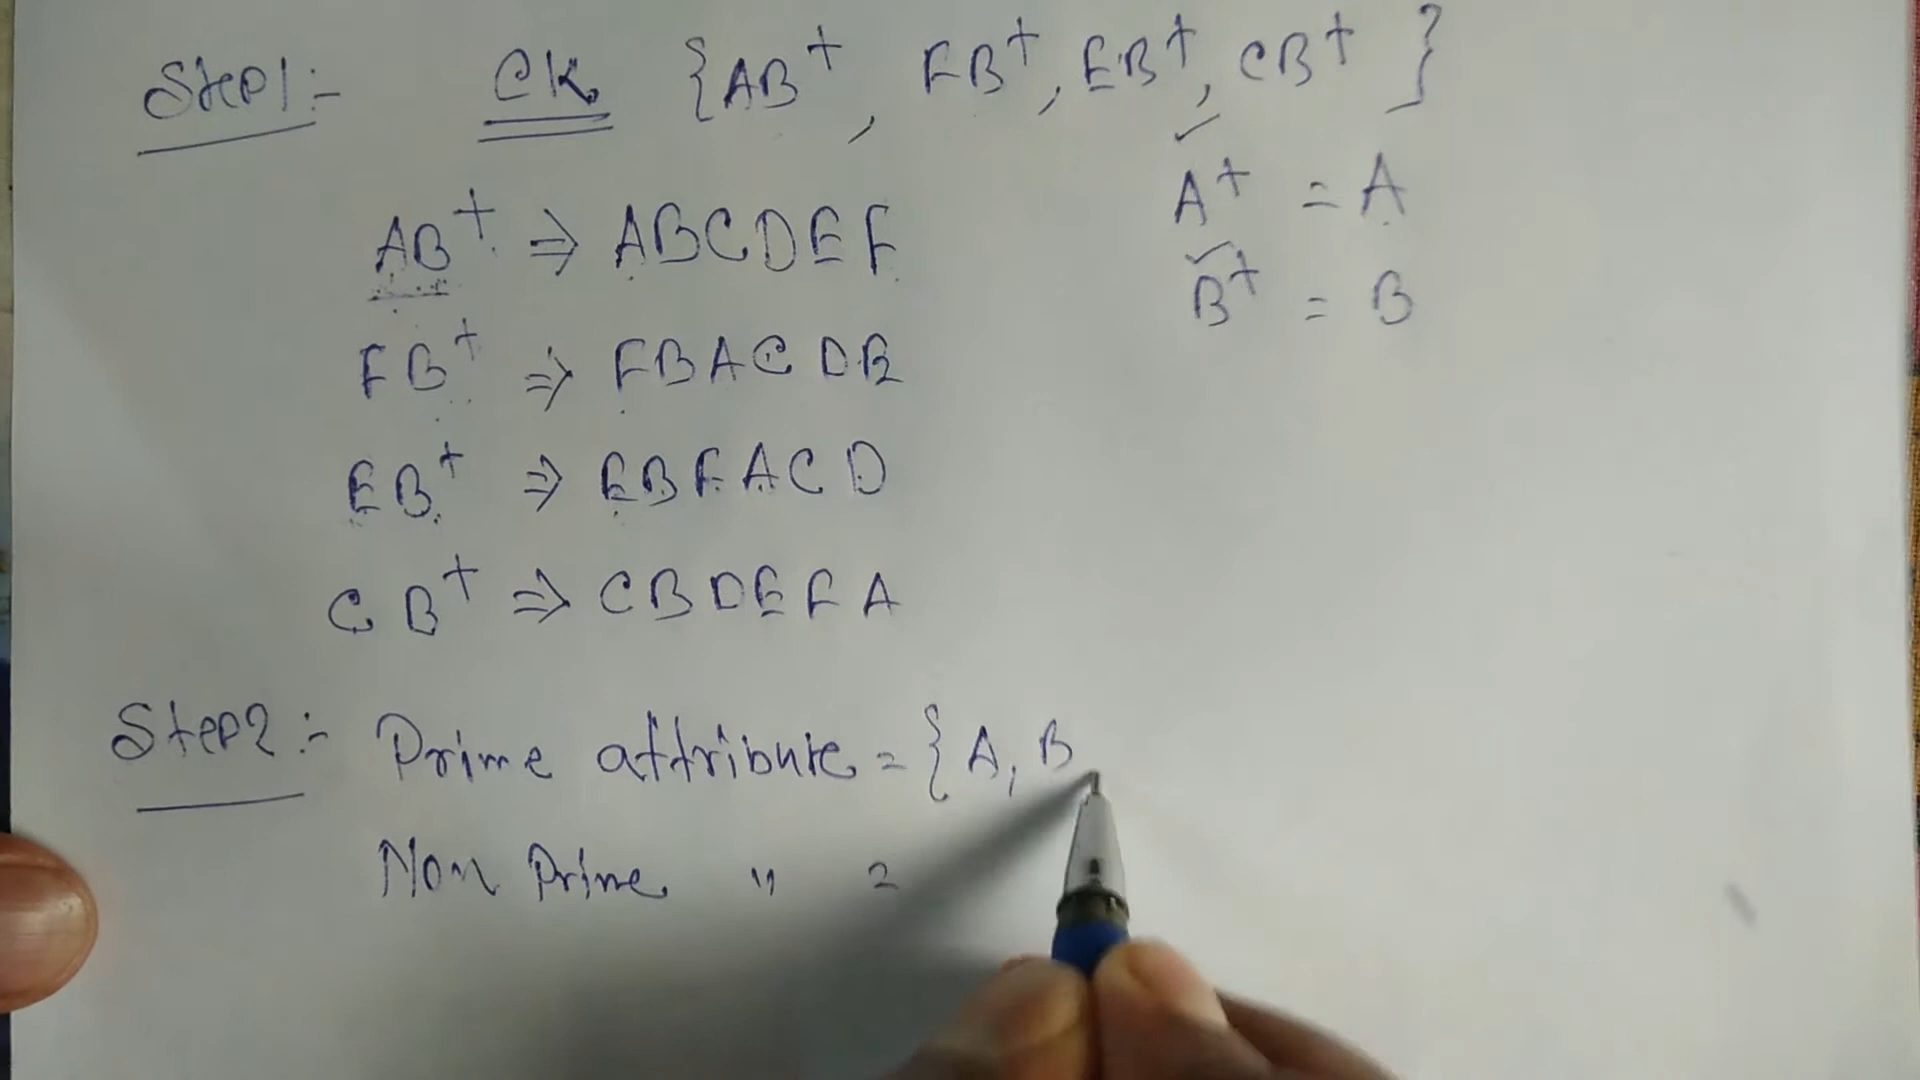 Step1:- CK {AB+, FB+, EB+, CB+ }
A+ = A
AB+ ⇒ ABCDEF
B+ = B
FB+ ⇒ FBACDE
EB+ ⇒ EBFACD
CB+ ⇒ CBDEFA
Step2:- Prime attribute = { A, B
Non Prime " =